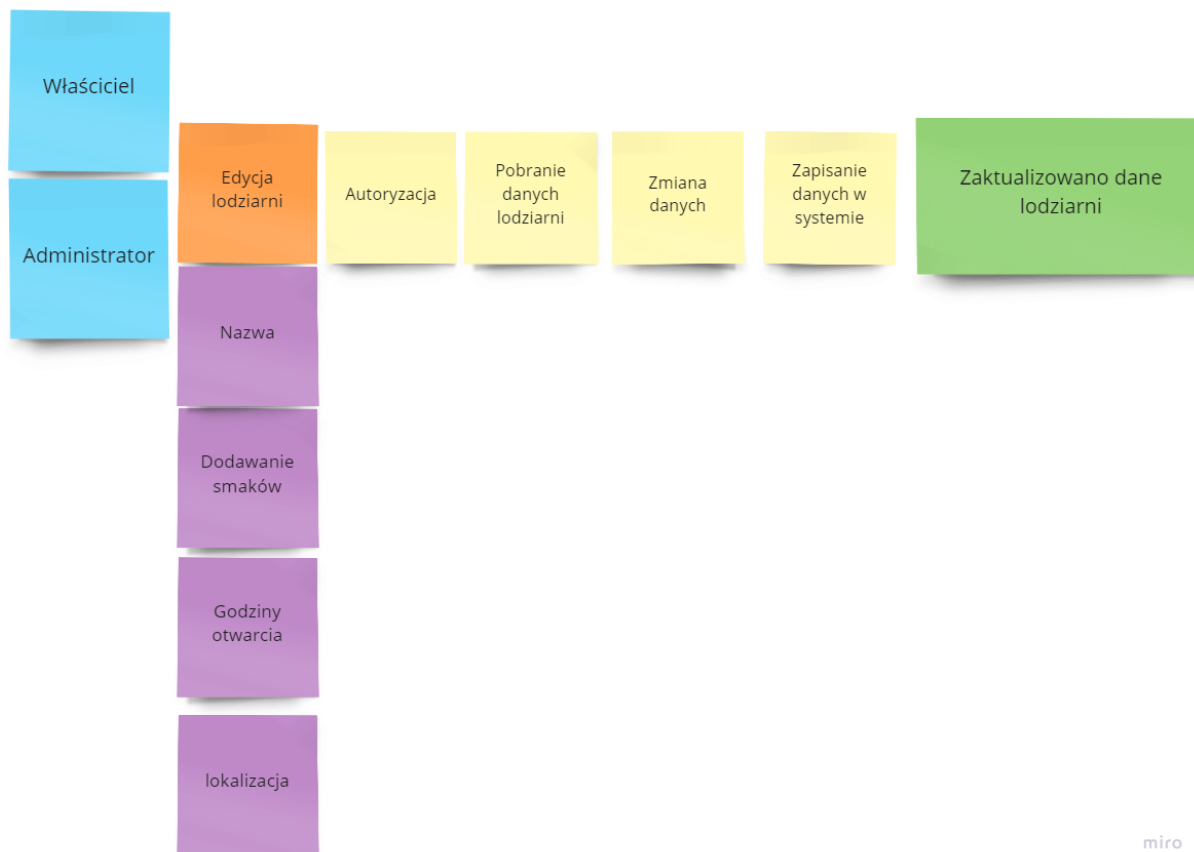 Właściciel
Administrator
Edycja
lodziarni
Autoryzacja
Pobranie
danych
lodziarni
Zmiana
danych
Zapisanie
danych w
systemie
Zaktualizowano dane
lodziarni
Nazwa
Dodawanie
smaków
Godziny
otwarcia
lokalizacja
miro